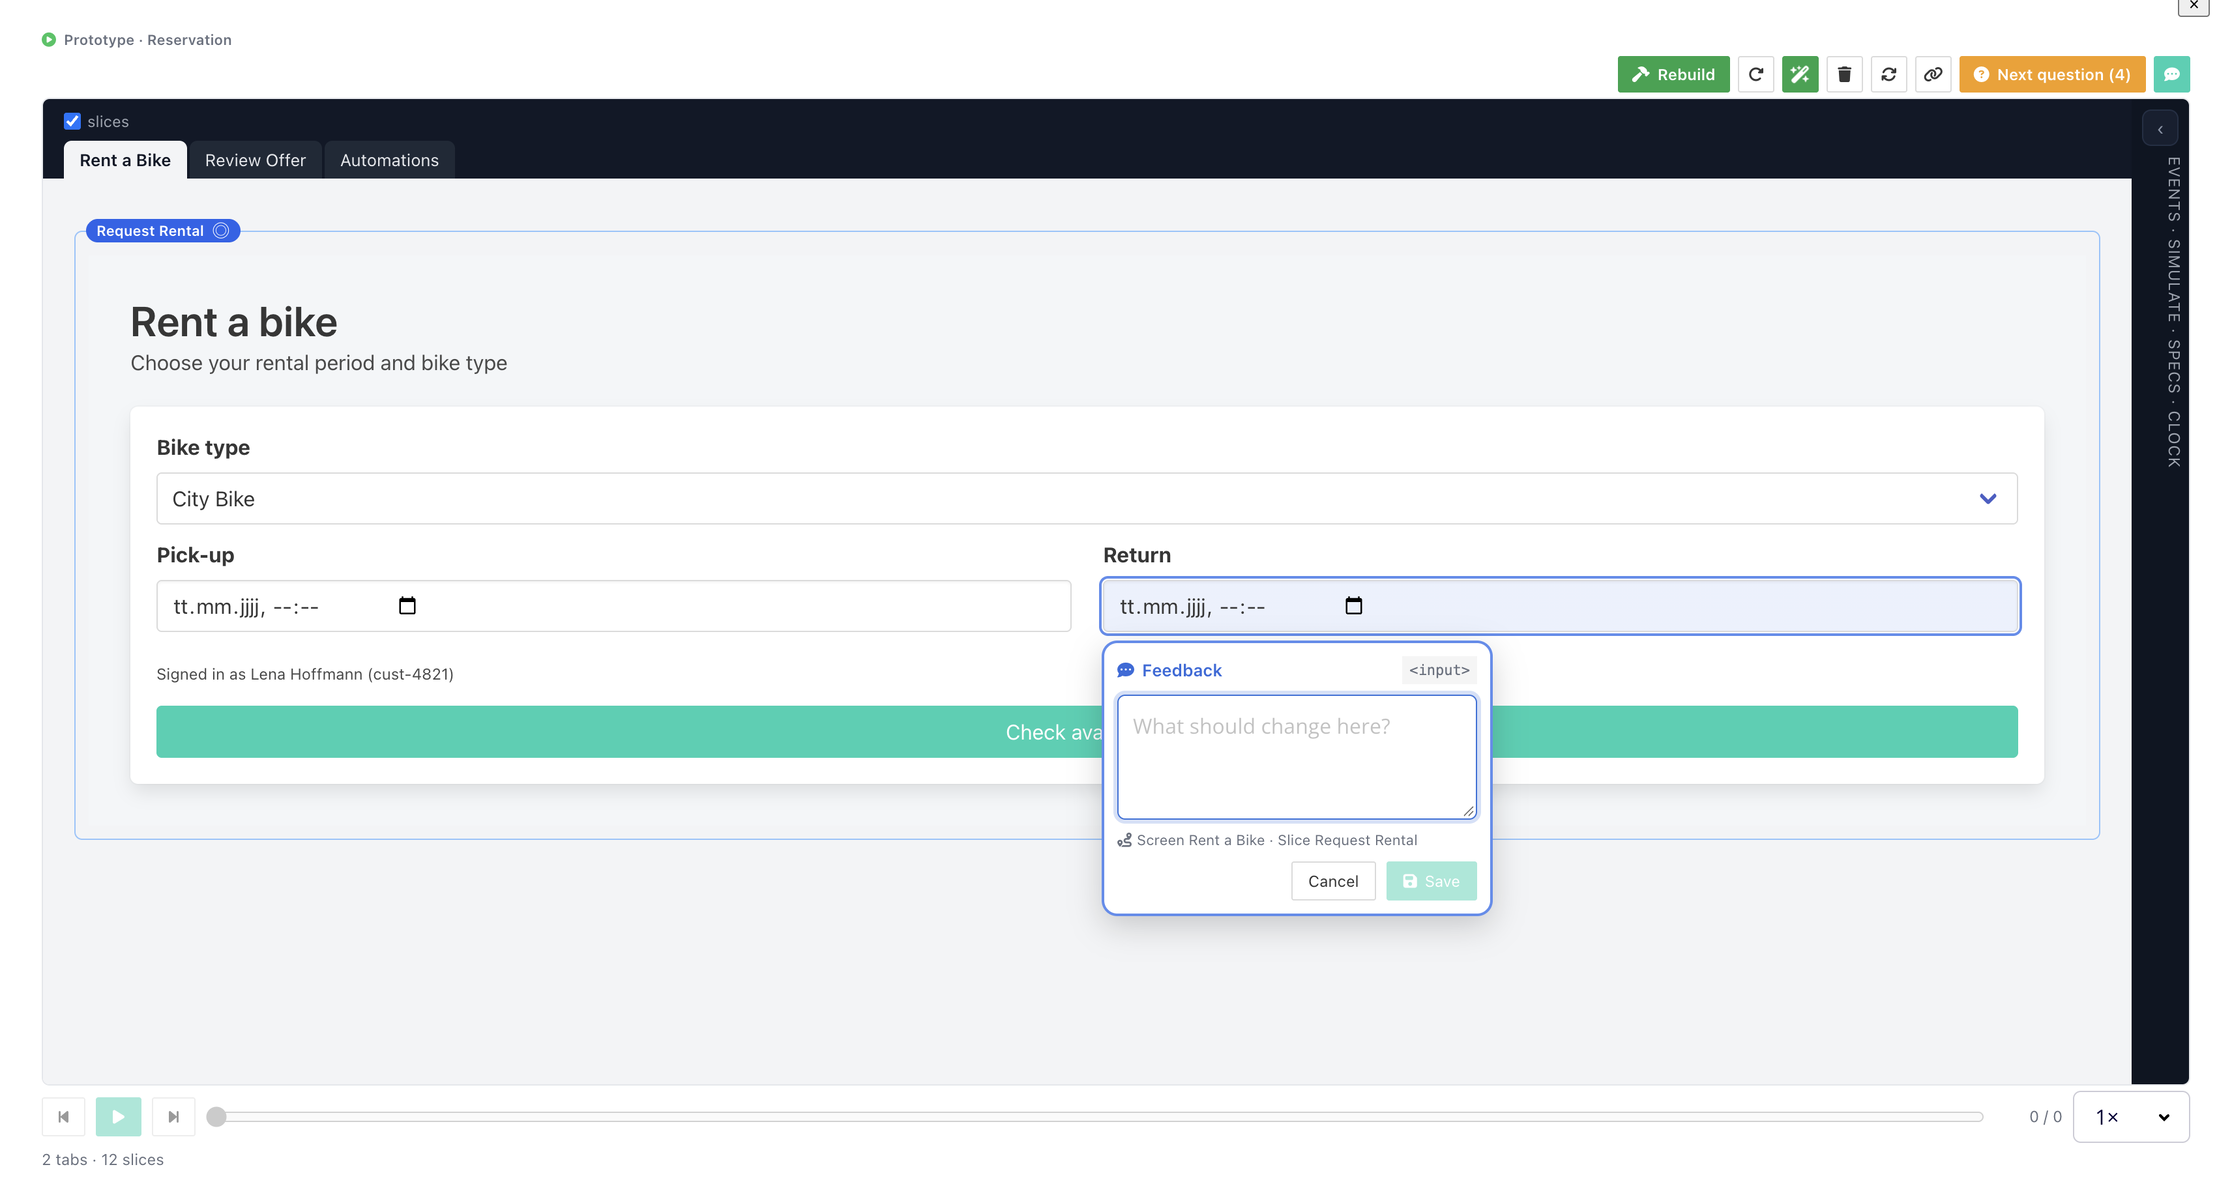 ×
Prototype · Reservation
Rebuild
Next question (4)
slices
Rent a Bike
Review Offer
Automations
‹
EVENTS · SIMULATE · SPECS · CLOCK
Request Rental
Rent a bike
Choose your rental period and bike type
Bike type
City Bike
Pick-up
Return
tt.mm.jjjj, --:--
tt.mm.jjjj, --:--
Signed in as Lena Hoffmann (cust-4821)
Check ava
Feedback
<input>
What should change here?
Screen Rent a Bike · Slice Request Rental
Cancel
Save
0 / 0
1×
2 tabs · 12 slices